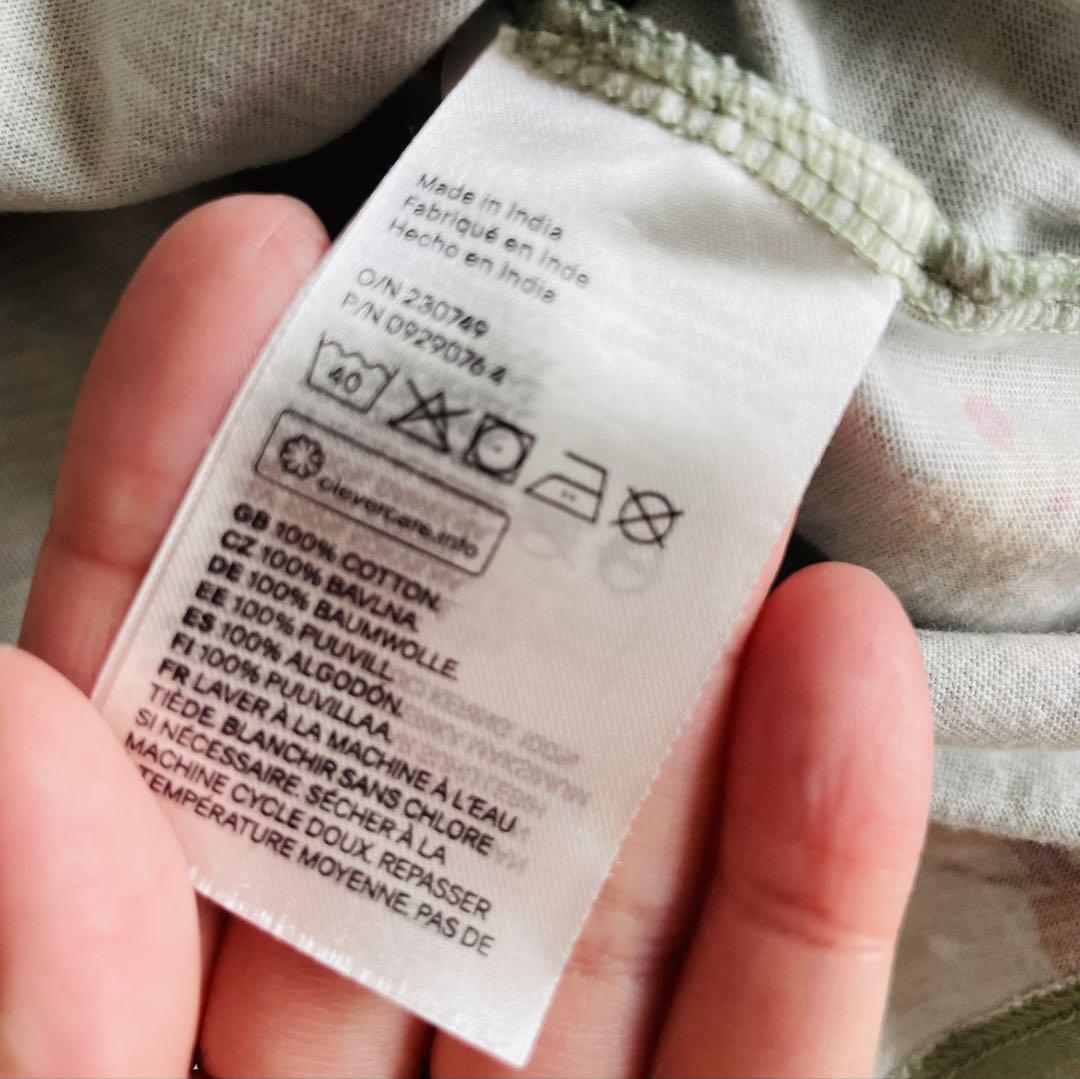 Made in India
Fabriqué en Inde
Hecho en India
O/N 230749
P/N 0929076 4
40
clevercare.info
GB 100% COTTON.
CZ 100% BAVLNA
DE 100% BAUMWOLLE
EE 100% PUUVILL
ES 100% ALGODÓN.
FI 100% PUUVILLAA
FR LAVER À LA MACHINE À L'EAU
TIÈDE. BLANCHIR SANS CHLORE
SI NÉCESSAIRE. SÉCHER À LA
MACHINE CYCLE DOUX. REPASSER
TEMPÉRATURE MOYENNE. PAS DE